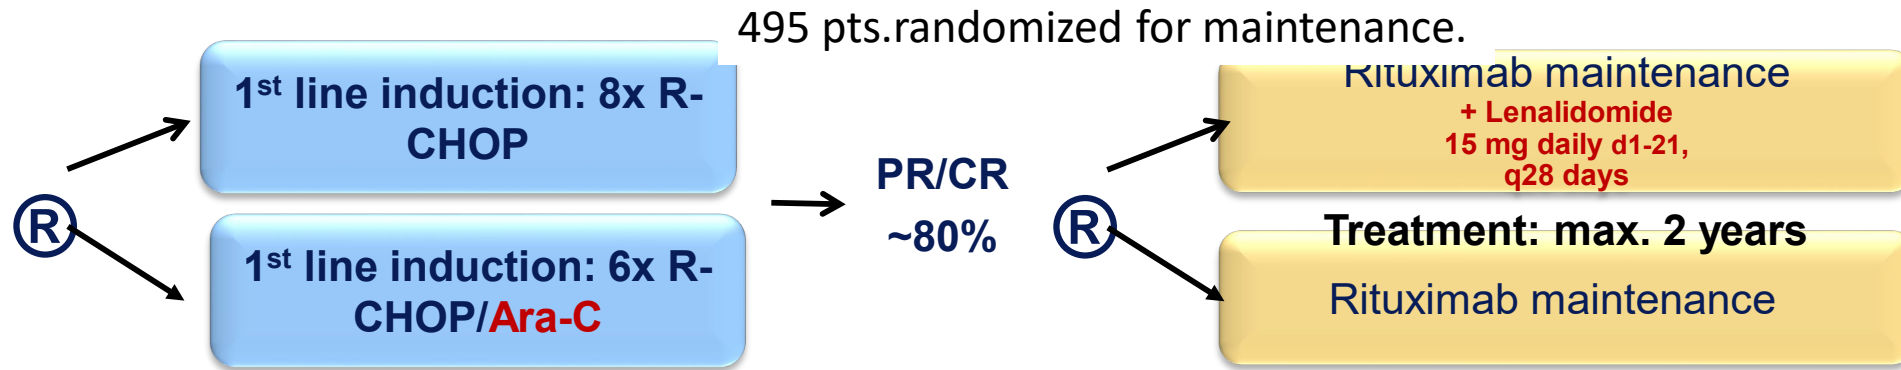 495 pts.randomized for maintenance.
1st line induction: 8x R-
CHOP
1st line induction: 6x R-
CHOP/Ara-C
R
PR/CR
~80%
R
Rituximab maintenance
+ Lenalidomide
15 mg daily d1-21,
q28 days
Treatment: max. 2 years
Rituximab maintenance